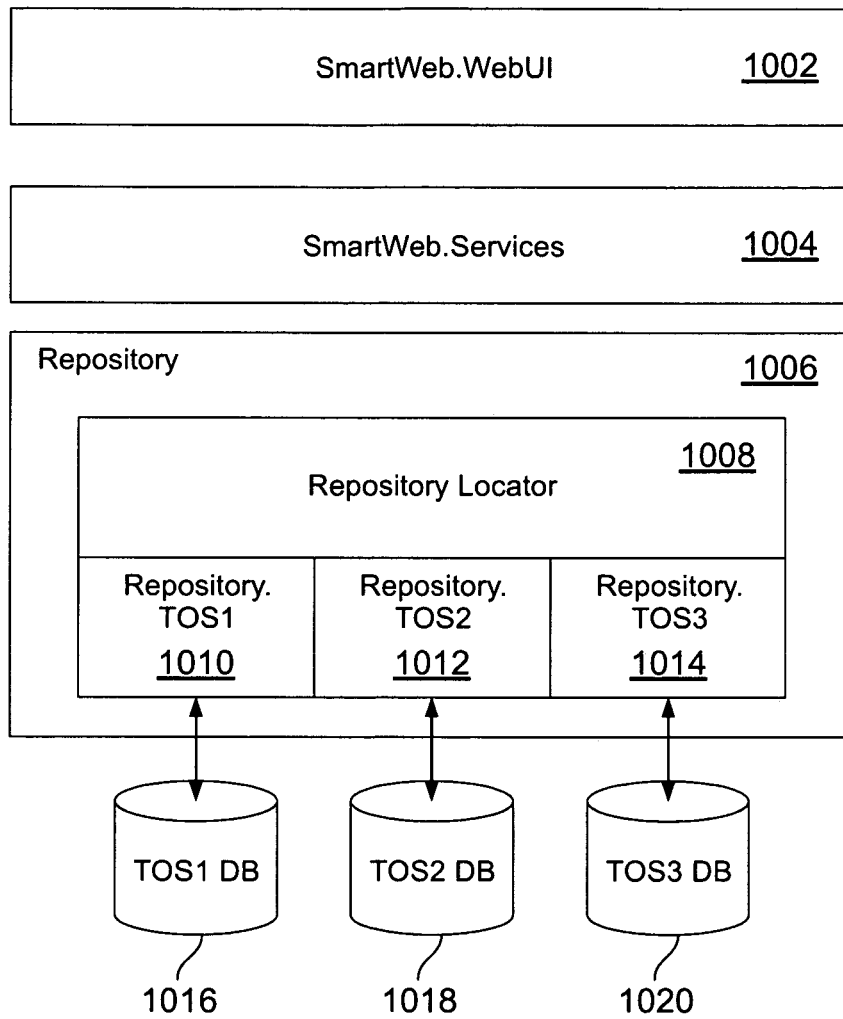 SmartWeb.WebUI 1002
SmartWeb.Services 1004
Repository 1006
1008
Repository Locator
Repository. Repository. Repository.
TOS1 TOS2 TOS3
1010 1012 1014
TOS1 DB TOS2 DB TOS3 DB
1016 1018 1020